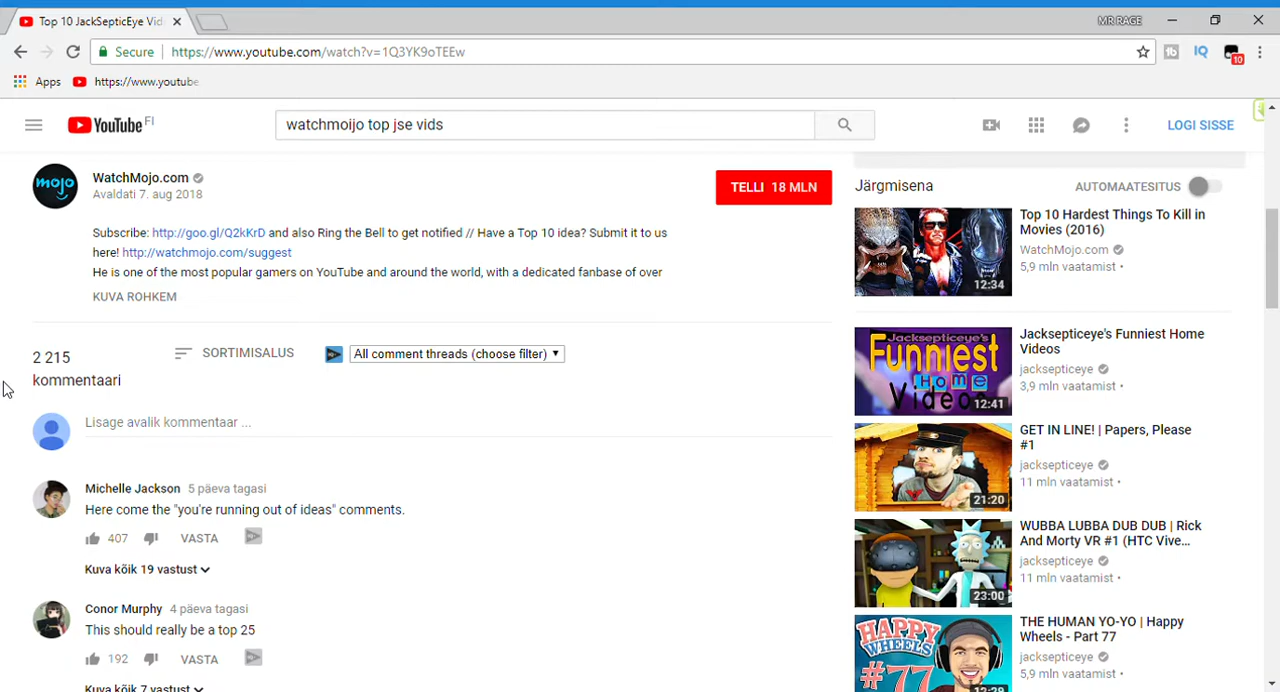 Top 10 JackSepticEye Vid
MR RAGE
Secure
https://www.youtube.com/watch?v=1Q3YK9oTEEw
IQ
10
Apps
https://www.youtube
YouTube FI
watchmoijo top jse vids
LOGI SISSE
mojo
WatchMojo.com
Avaldati 7. aug 2018
TELLI 18 MLN
Subscribe: http://goo.gl/Q2kKrD and also Ring the Bell to get notified // Have a Top 10 idea? Submit it to us
here! http://watchmojo.com/suggest
He is one of the most popular gamers on YouTube and around the world, with a dedicated fanbase of over
KUVA ROHKEM
2 215
kommentaari
SORTIMISALUS
All comment threads (choose filter)
Lisage avalik kommentaar ...
Michelle Jackson 5 päeva tagasi
Here come the "you're running out of ideas" comments.
407
VASTA
Kuva kõik 19 vastust
Conor Murphy 4 päeva tagasi
This should really be a top 25
192
VASTA
Kuva kõik 7 vastust
Järgmisena
AUTOMAATESITUS
12:34
Top 10 Hardest Things To Kill in
Movies (2016)
WatchMojo.com
5,9 mln vaatamist •
Jacksepticeye's
Funniest
Home
Videos
12:41
Jacksepticeye's Funniest Home
Videos
jacksepticeye
3,9 mln vaatamist •
21:20
GET IN LINE! | Papers, Please
#1
jacksepticeye
11 mln vaatamist •
23:00
WUBBA LUBBA DUB DUB | Rick
And Morty VR #1 (HTC Vive...
jacksepticeye
11 mln vaatamist •
HAPPY
WHEELS
#77
12:29
THE HUMAN YO-YO | Happy
Wheels - Part 77
jacksepticeye
5,9 mln vaatamist •